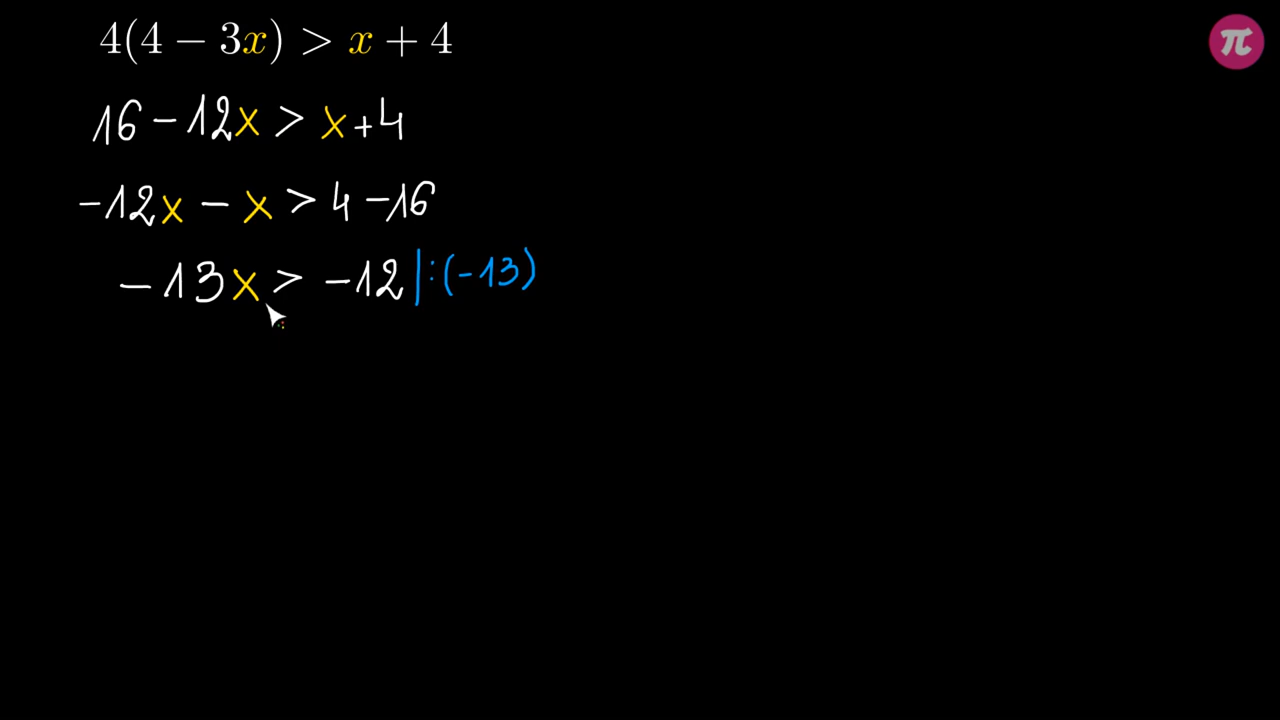 4(4 − 3x) > x + 4
16 − 12x > x + 4
−12x − x > 4 − 16
−13x > −12 |:(−13)
π